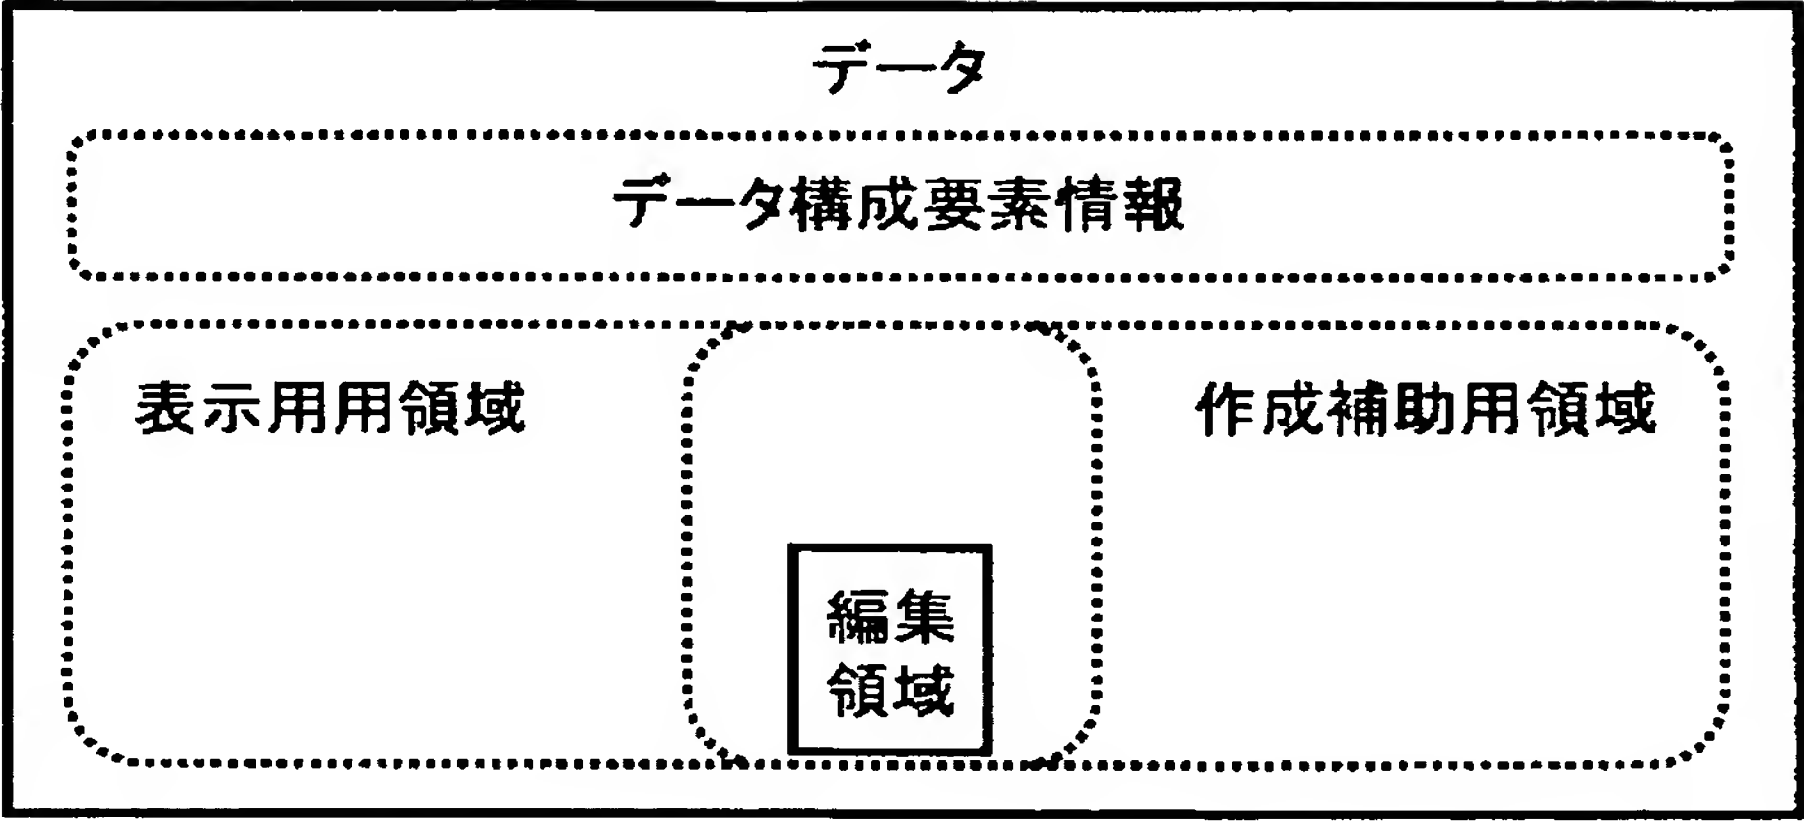 データ
データ構成要素情報
表示用用領域
作成補助用領域
編集
領域